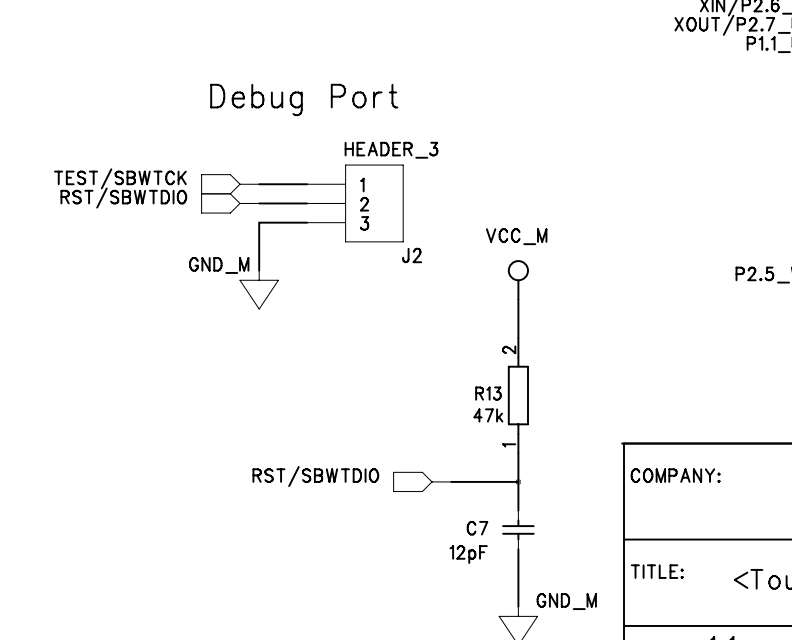 XIN/P2.6_
XOUT/P2.7_
P1.1_
Debug Port
HEADER_3
TEST/SBWTCK
RST/SBWTDIO
1
2
3
J2
GND_M
VCC_M
P2.5_
2
R13
47k
1
RST/SBWTDIO
COMPANY:
C7
12pF
TITLE:
<Tou
GND_M